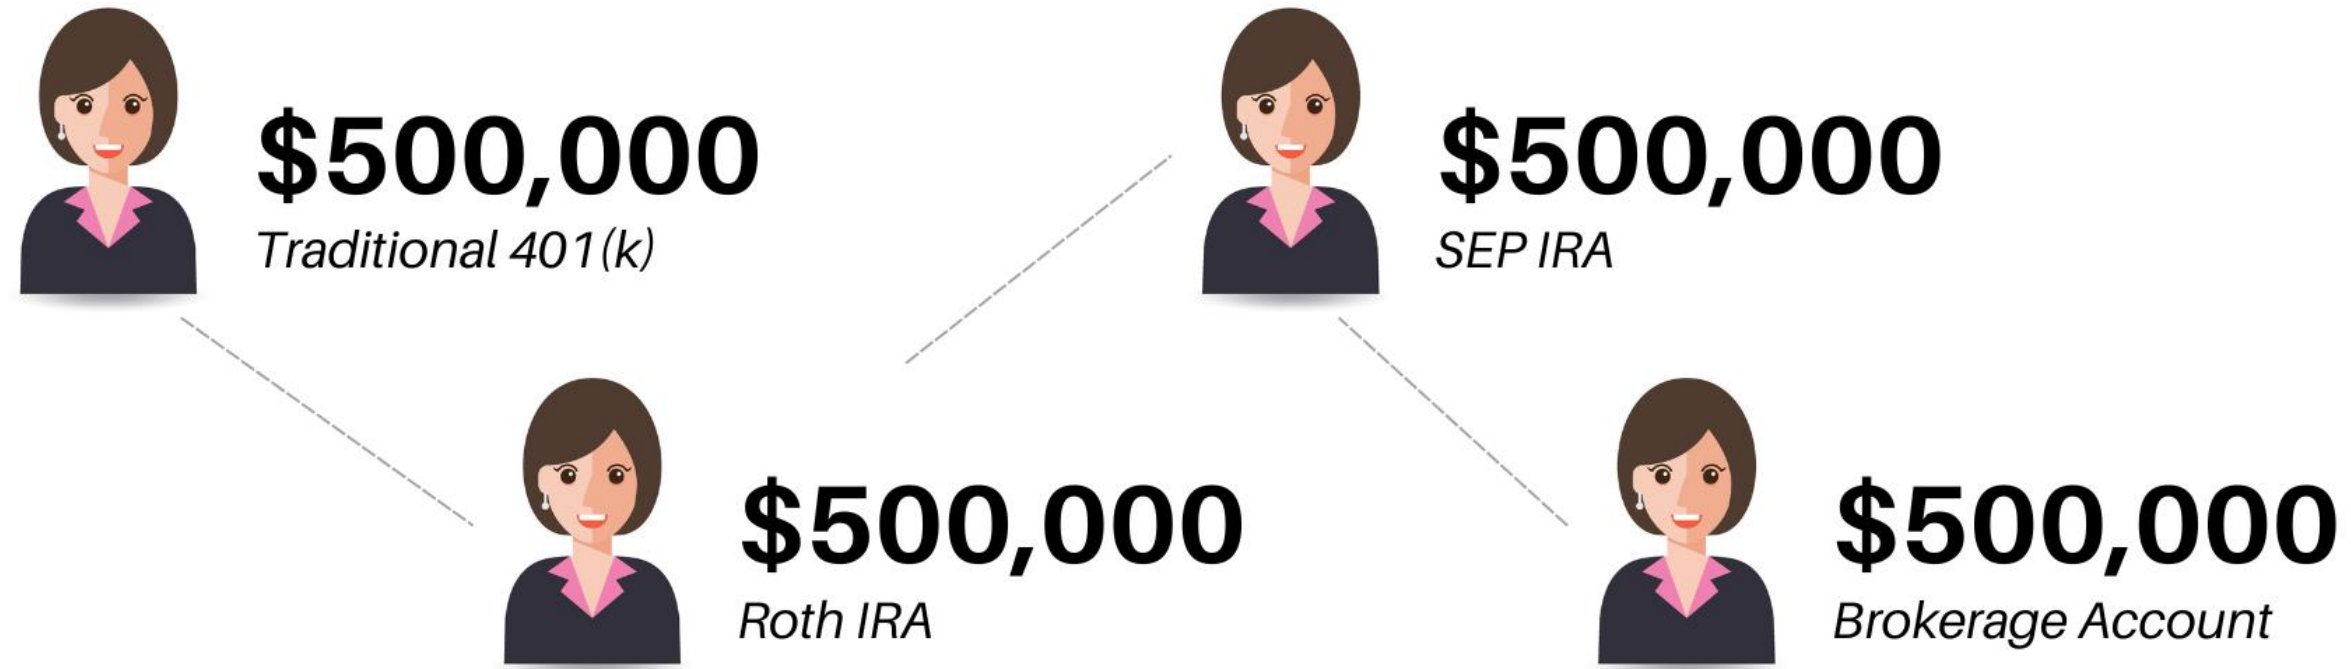 $500,000
Traditional 401(k)
$500,000
Roth IRA
$500,000
SEP IRA
$500,000
Brokerage Account